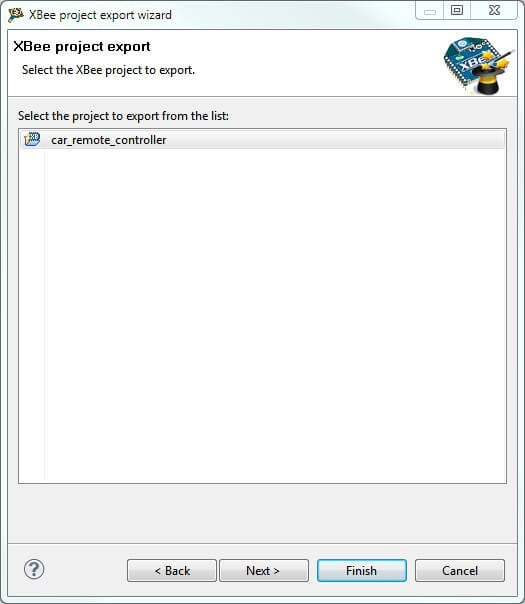 XBee project export wizard
XBee project export
Select the XBee project to export.
XBee
Select the project to export from the list:
car_remote_controller
?
< Back
Next >
Finish
Cancel